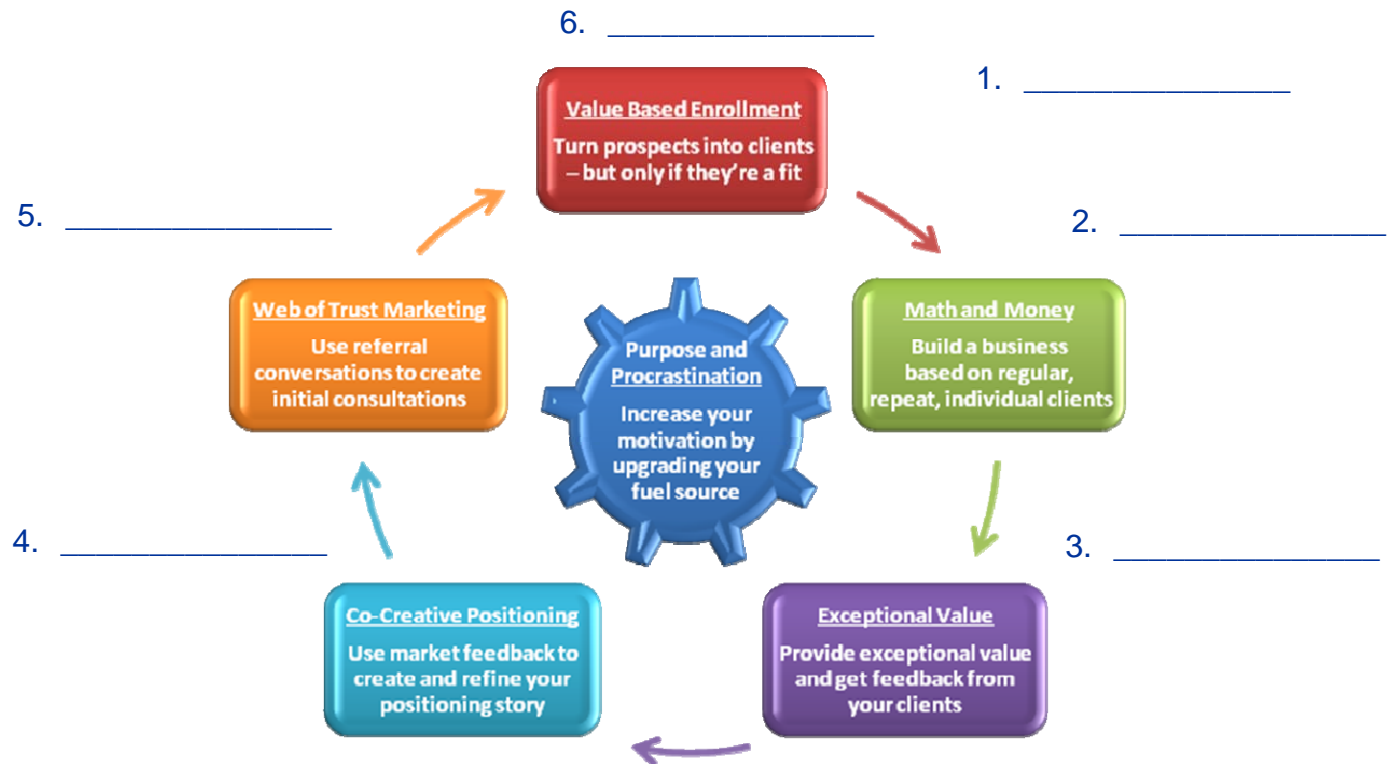 6. _______________
1. _______________
Value Based Enrollment
Turn prospects into clients
– but only if they're a fit
5. _______________
2. _______________
Web of Trust Marketing
Use referral
conversations to create
initial consultations
Purpose and
Procrastination
Increase your
motivation by
upgrading your
fuel source
Math and Money
Build a business
based on regular,
repeat, individual clients
4. _______________
3. _______________
Co-Creative Positioning
Use market feedback to
create and refine your
positioning story
Exceptional Value
Provide exceptional value
and get feedback from
your clients